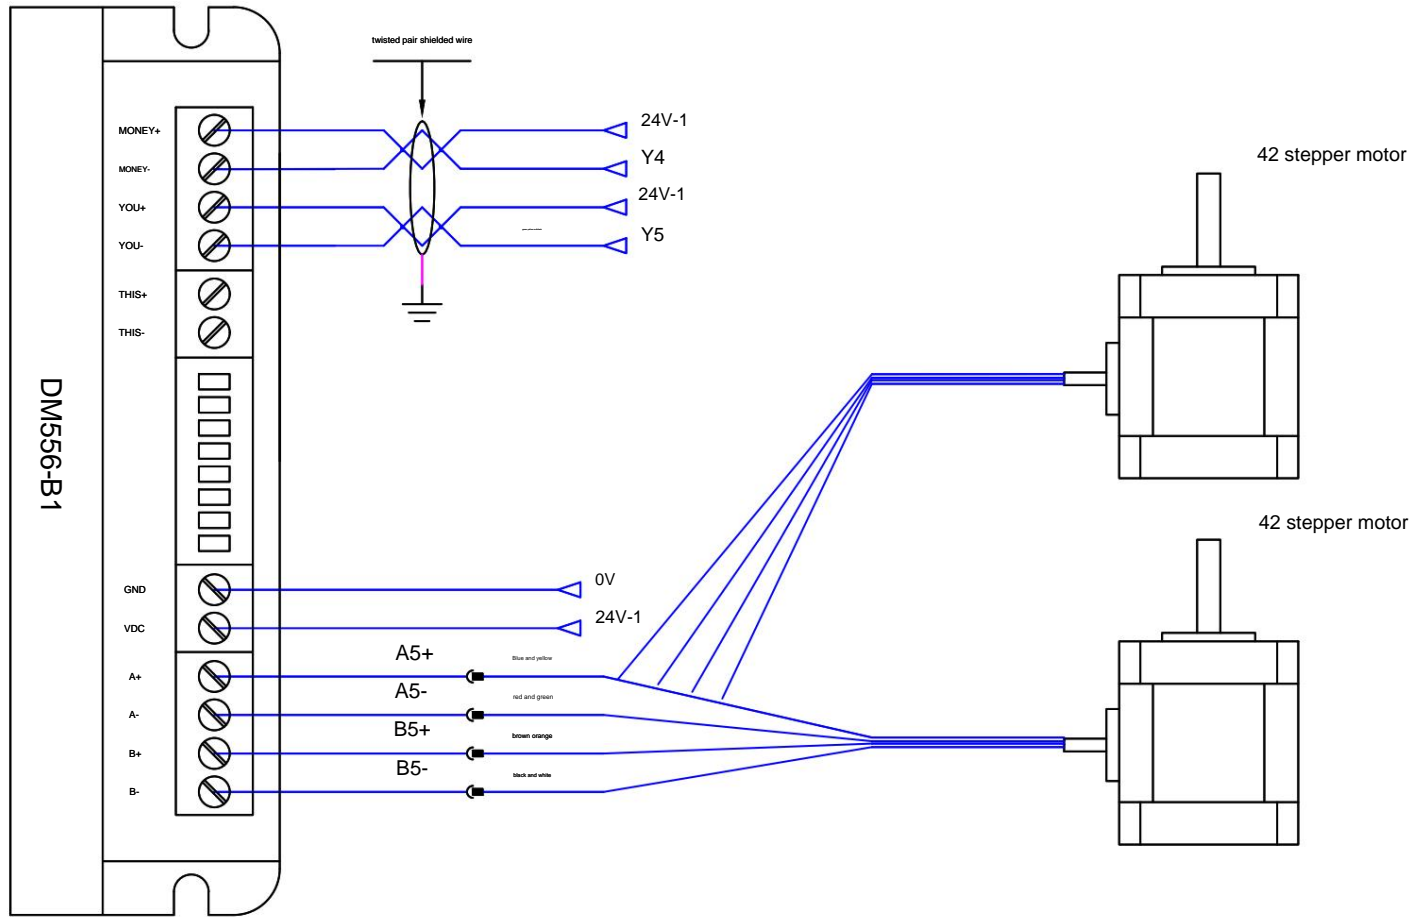 twisted pair shielded wire
MONEY+
24V-1
MONEY-
Y4
42 stepper motor
YOU+
24V-1
YOU-
Y5
THIS+
THIS-
DM556-B1
42 stepper motor
GND
0V
VDC
24V-1
A+
A5+
Blue and yellow
A-
A5-
red and green
B+
B5+
brown orange
B-
B5-
black and white